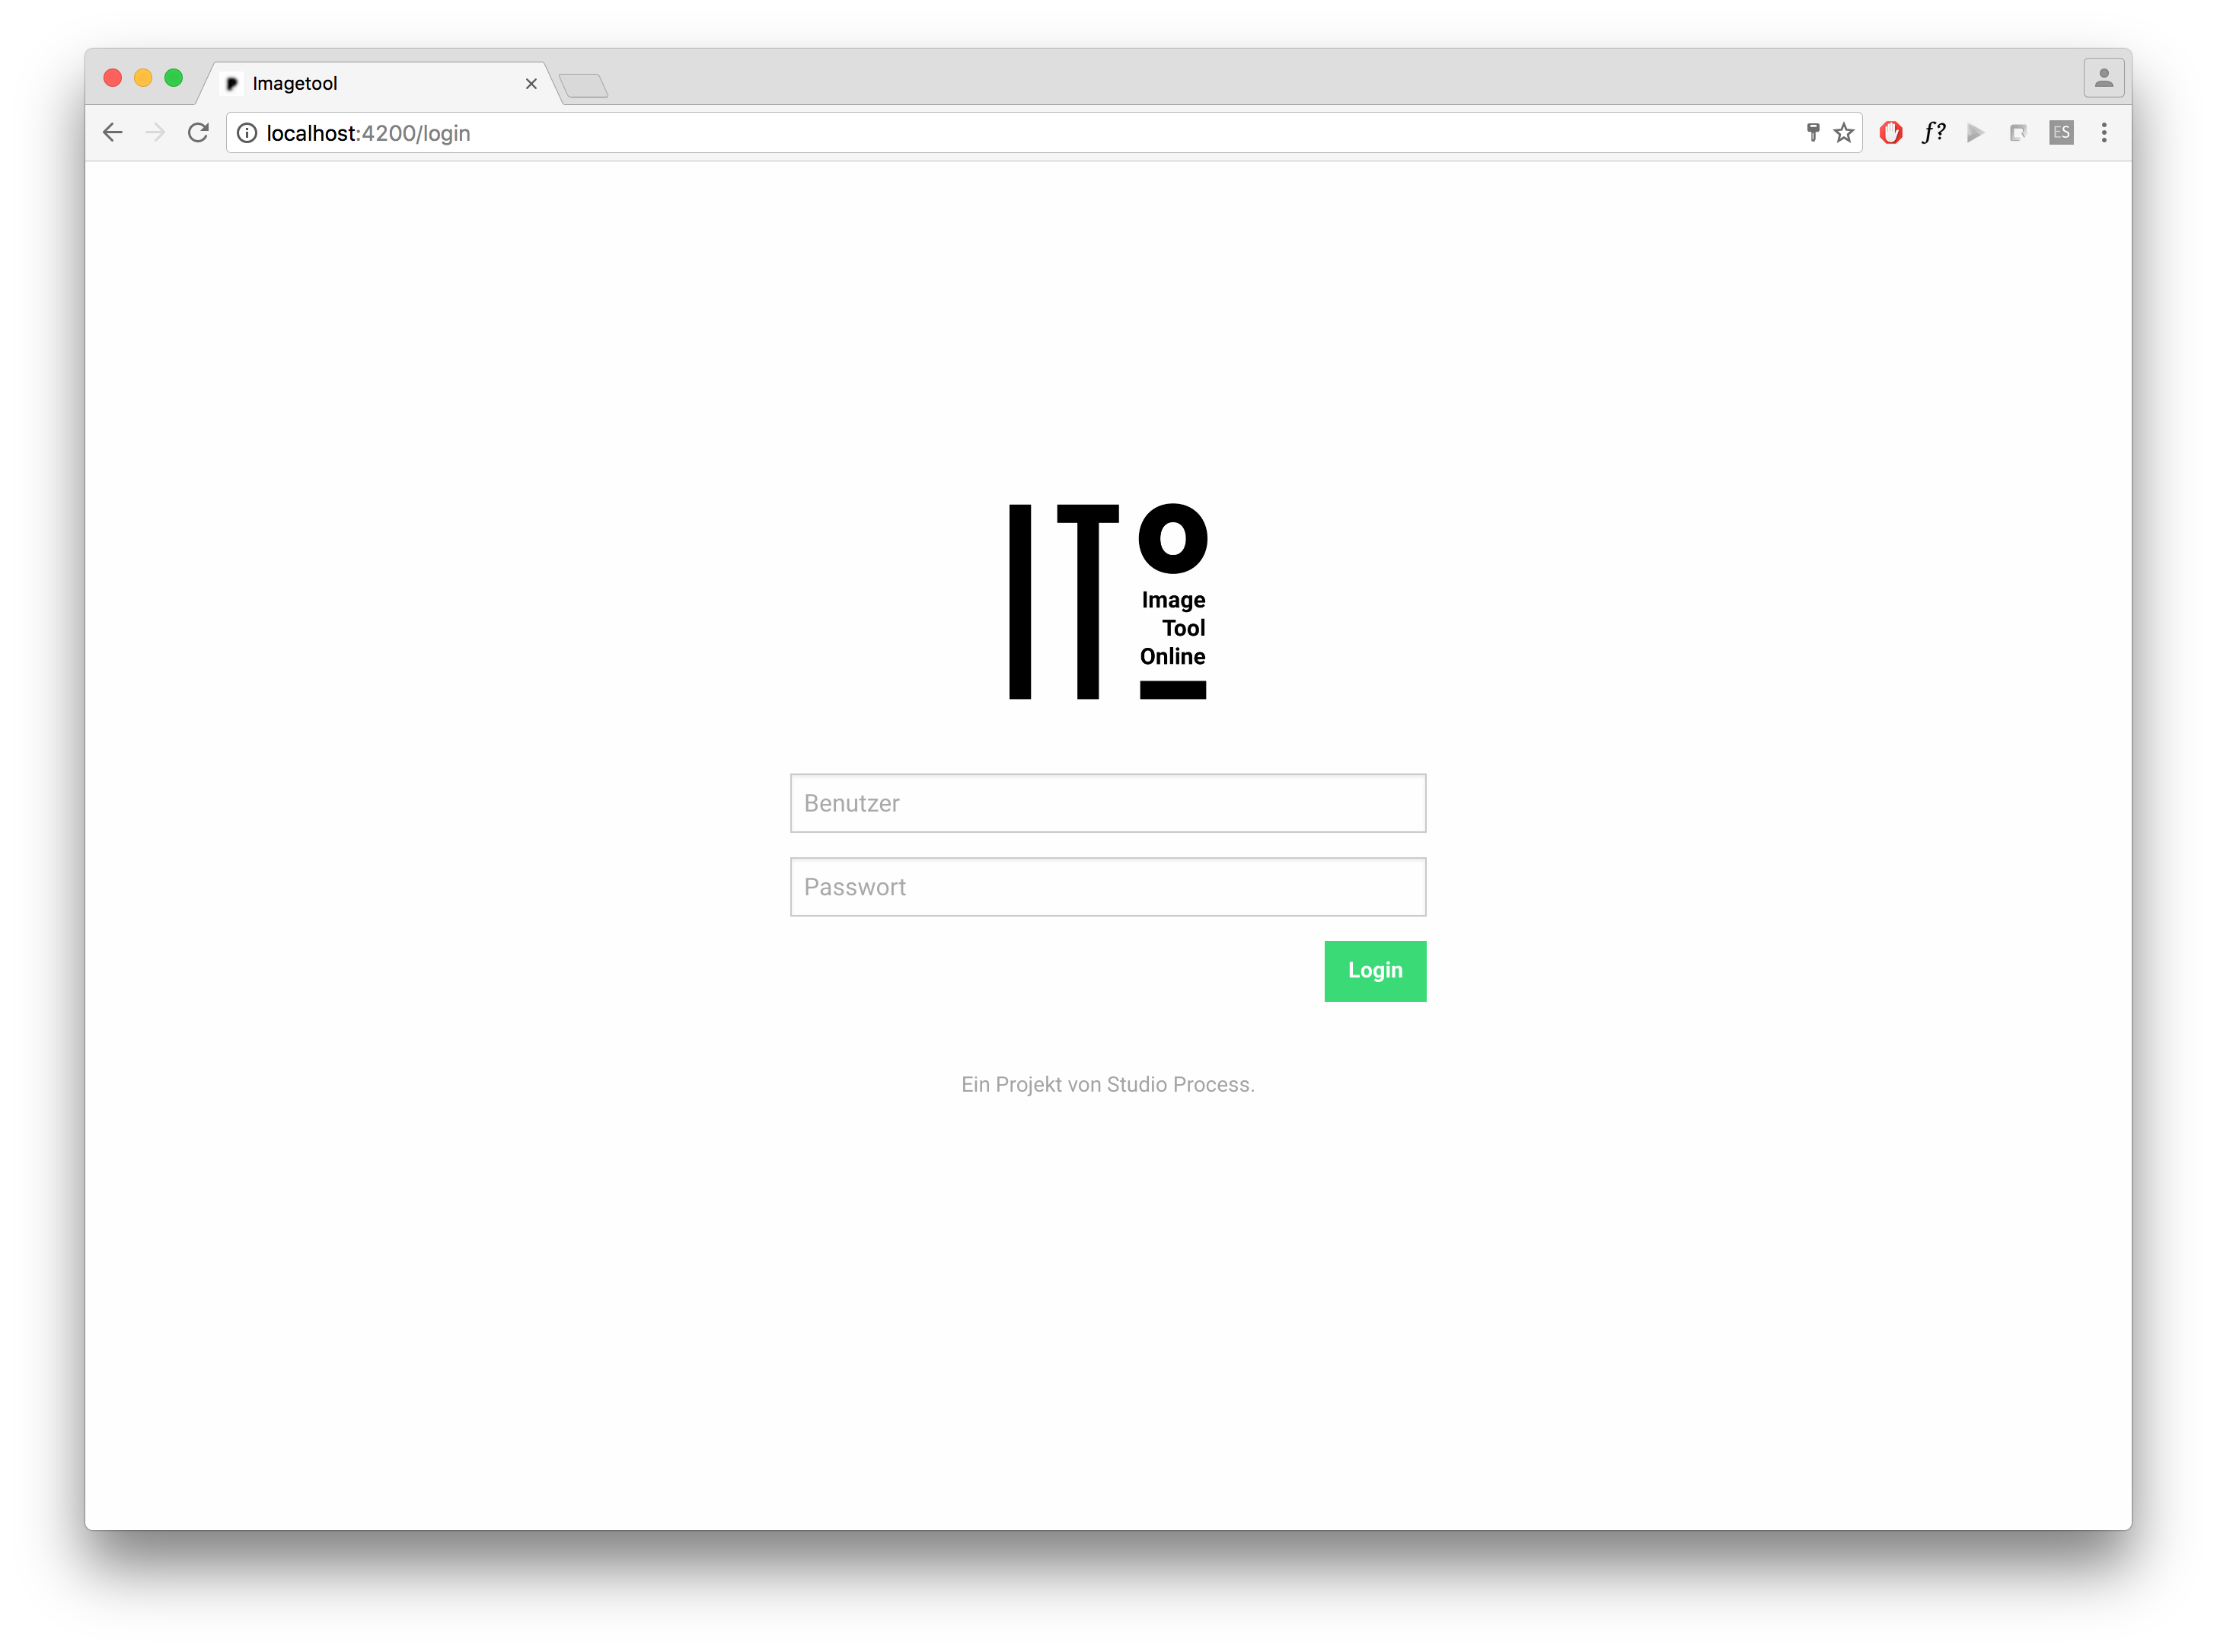 Imagetool
localhost:4200/login
f?
ES
ITO
Image
Tool
Online
Benutzer
Passwort
Login
Ein Projekt von Studio Process.